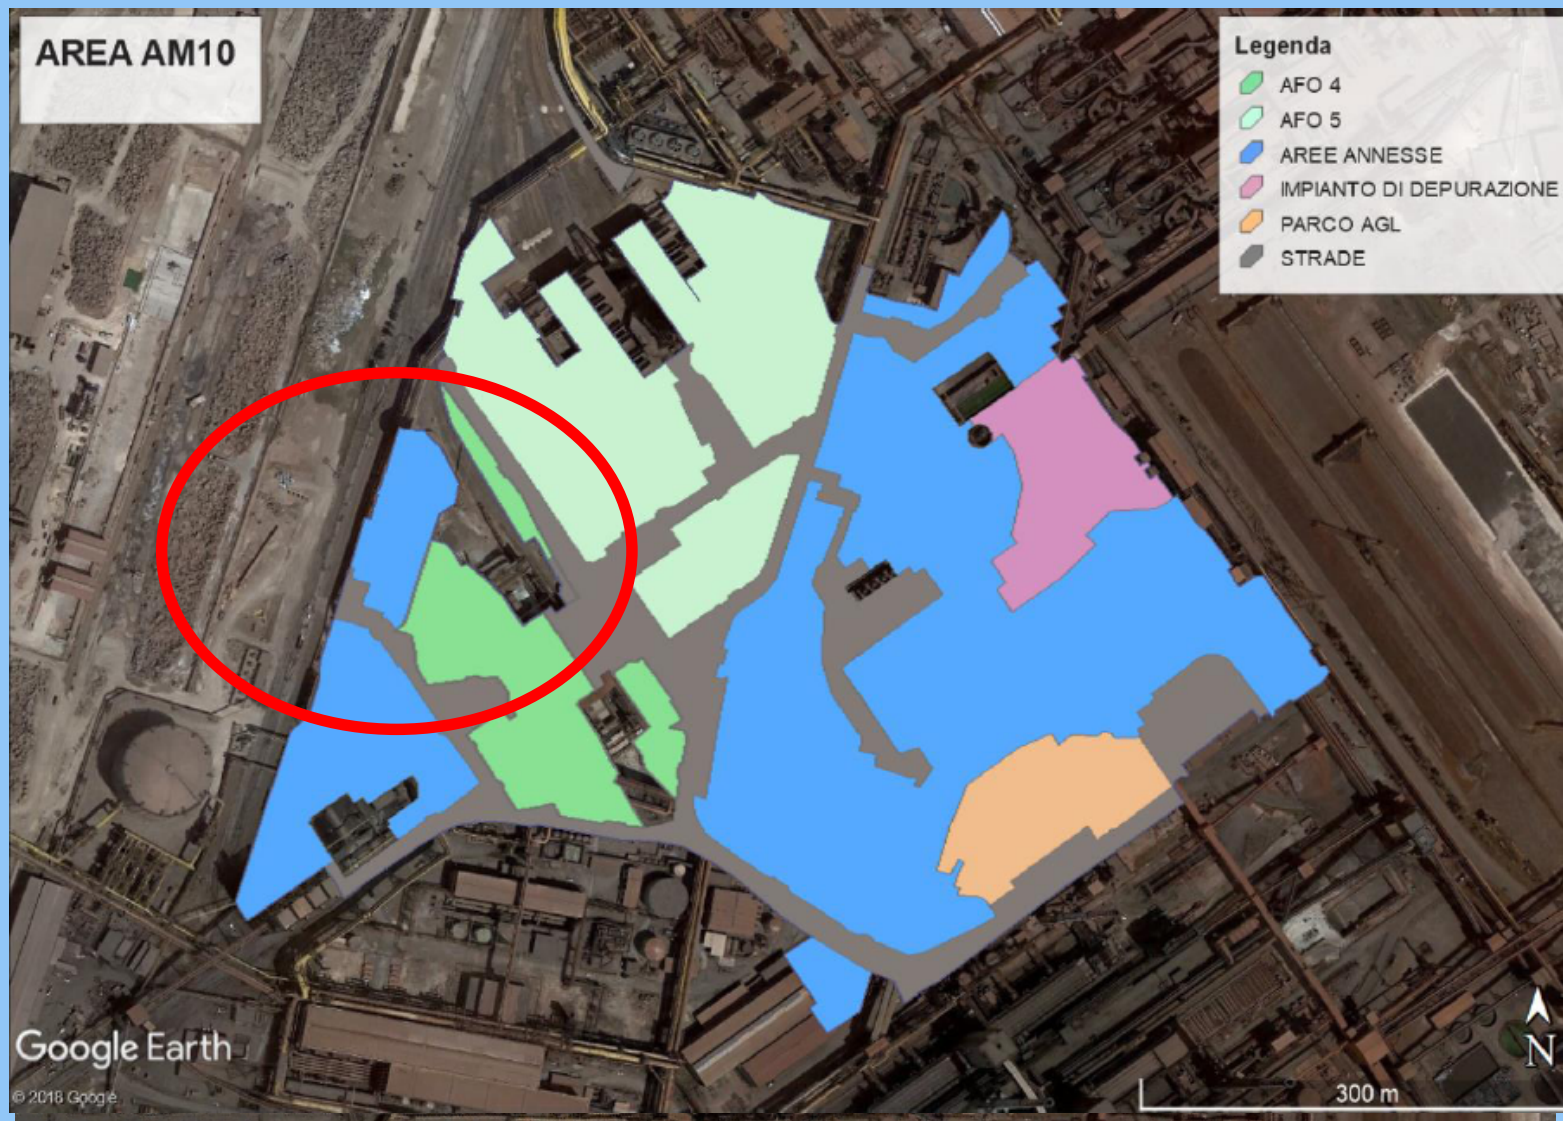 AREA AM10
Legenda
AFO 4
AFO 5
AREE ANNESSE
IMPIANTO DI DEPURAZIONE
PARCO AGL
STRADE
Google Earth
© 2018 Google
N
300 m